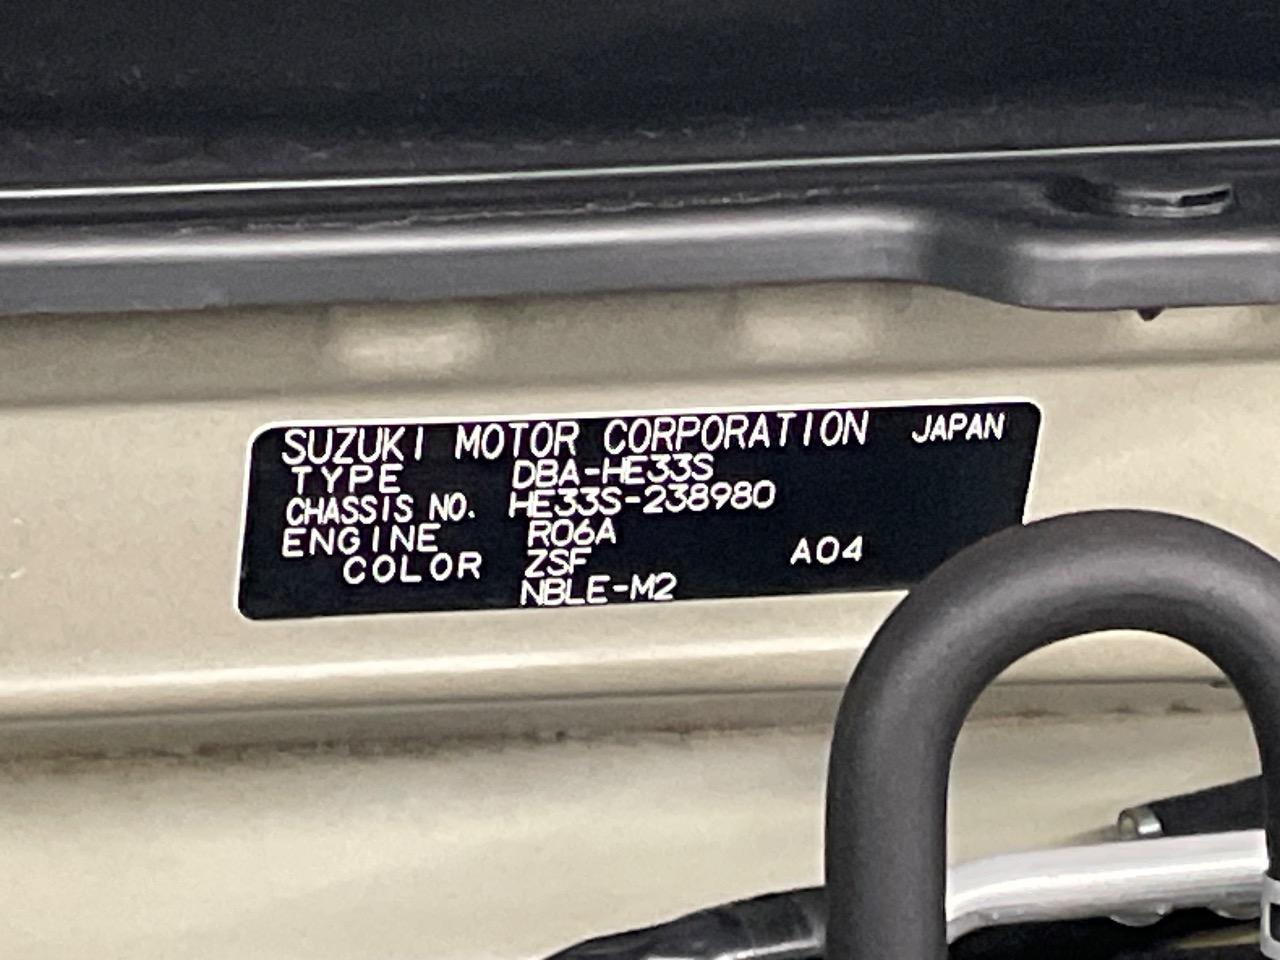 SUZUKI MOTOR CORPORATION JAPAN
TYPE DBA-HE33S
CHASSIS NO. HE33S-238980
ENGINE R06A
COLOR ZSF A04
NBLE-M2